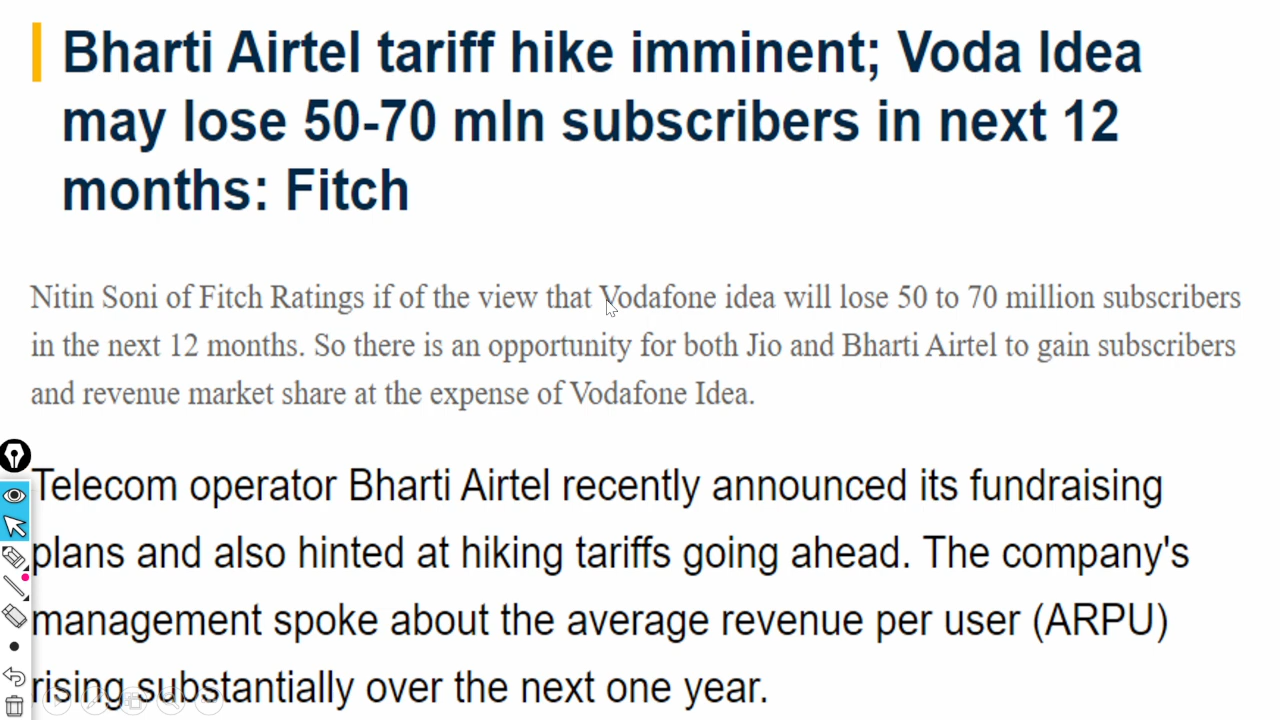 Bharti Airtel tariff hike imminent; Voda Idea
may lose 50-70 mln subscribers in next 12
months: Fitch
Nitin Soni of Fitch Ratings if of the view that Vodafone idea will lose 50 to 70 million subscribers
in the next 12 months. So there is an opportunity for both Jio and Bharti Airtel to gain subscribers
and revenue market share at the expense of Vodafone Idea.
Telecom operator Bharti Airtel recently announced its fundraising
plans and also hinted at hiking tariffs going ahead. The company's
management spoke about the average revenue per user (ARPU)
rising substantially over the next one year.